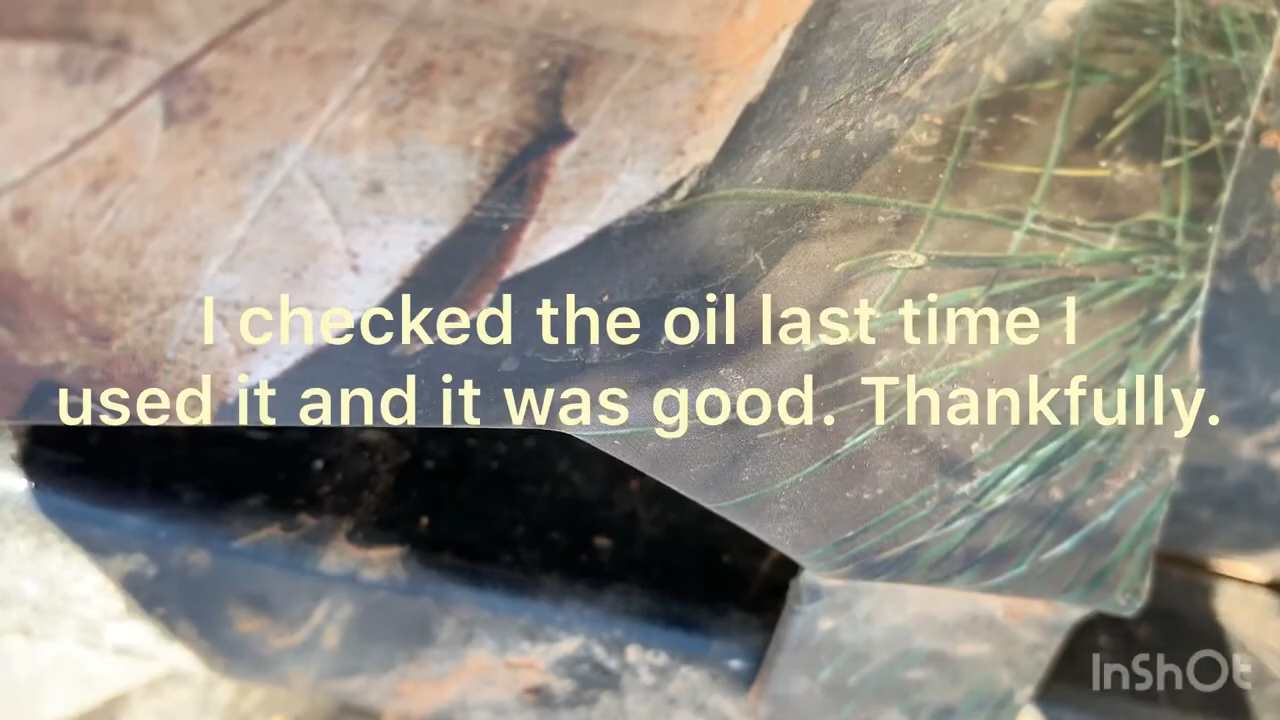 I checked the oil last time I
used it and it was good. Thankfully.
InShOt